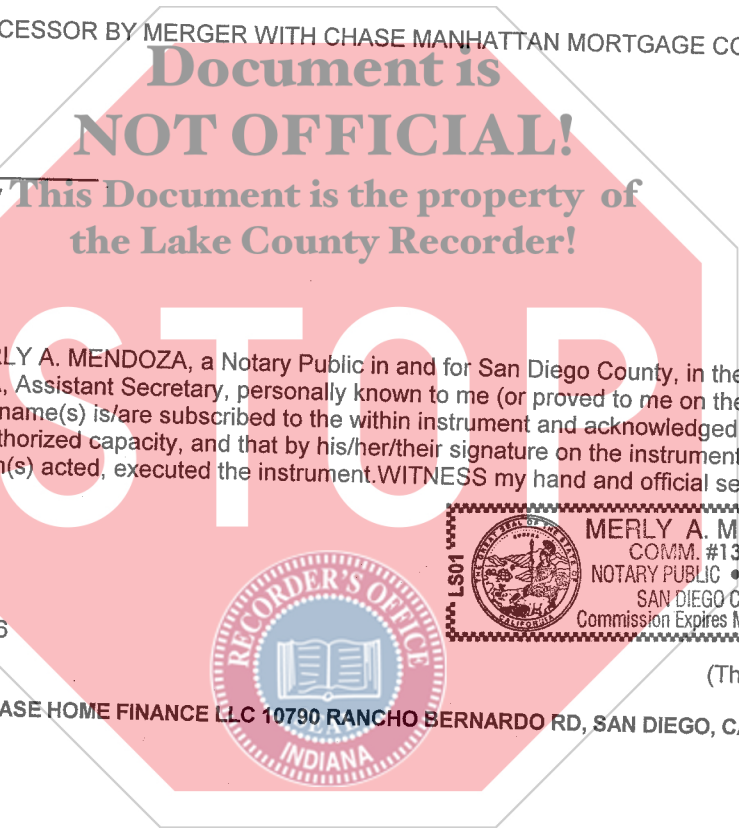 CESSOR BY MERGER WITH CHASE MANHATTAN MORTGAGE CO
Document is
NOT OFFICIAL!
This Document is the property of
the Lake County Recorder!
STOP
RLY A. MENDOZA, a Notary Public in and for San Diego County, in the
, Assistant Secretary, personally known to me (or proved to me on the
name(s) is/are subscribed to the within instrument and acknowledged
thorized capacity, and that by his/her/their signature on the instrument
n(s) acted, executed the instrument.WITNESS my hand and official se
LS01
THE GREAT SEAL OF THE STATE OF
EUREKA
CALIFORNIA
MERLY A. M
COMM. #13
NOTARY PUBLIC •
SAN DIEGO C
Commission Expires M
RECORDER'S OFFICE
INDIANA
6
(Th
ASE HOME FINANCE LLC 10790 RANCHO BERNARDO RD, SAN DIEGO, CA